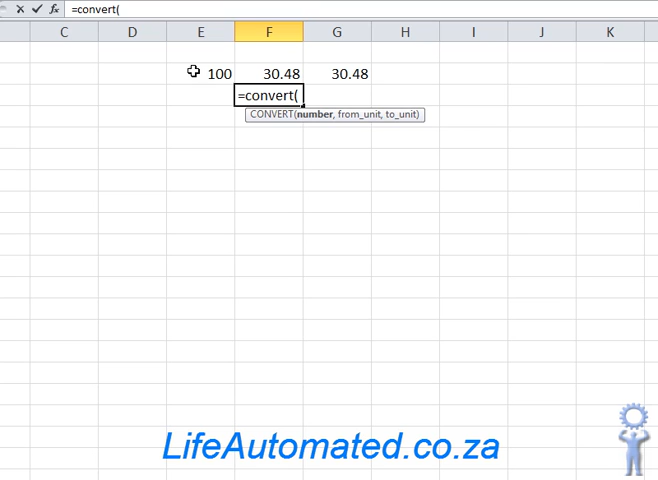 =convert(
C D E F G H I J K
100 30.48 30.48
=convert(
CONVERT(number, from_unit, to_unit)
LifeAutomated.co.za